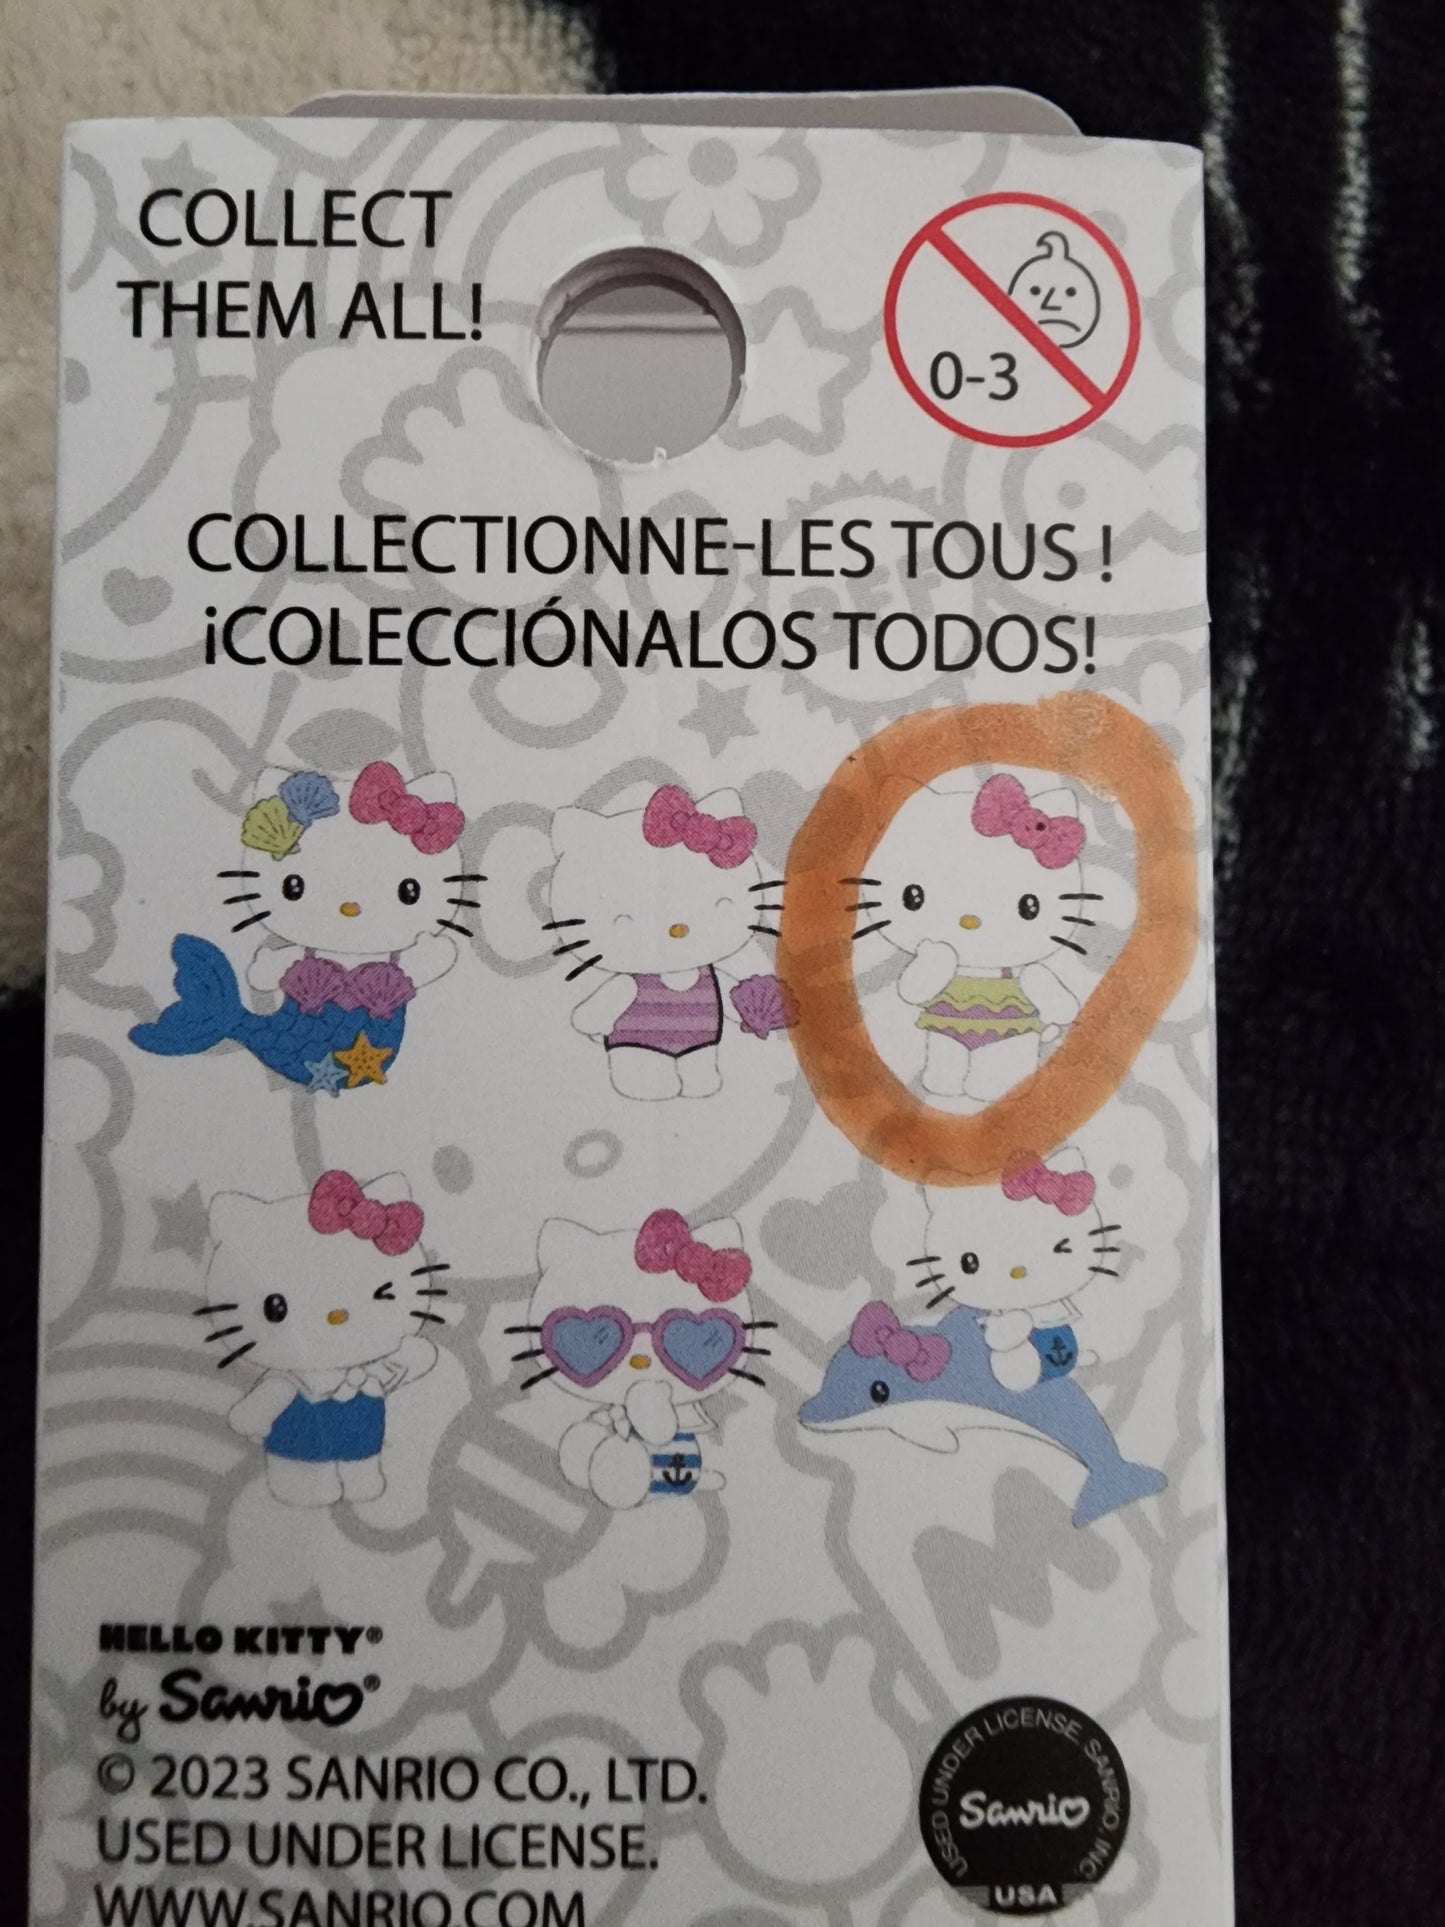 COLLECT
THEM ALL!
0-3
COLLECTIONNE-LES TOUS !
¡COLECCIÓNALOS TODOS!
HELLO KITTY®
by Sanrio®
© 2023 SANRIO CO., LTD.
USED UNDER LICENSE.
WWW.SANRIO.COM
USED UNDER LICENSE. SANRIO, INC.
Sanrio
USA